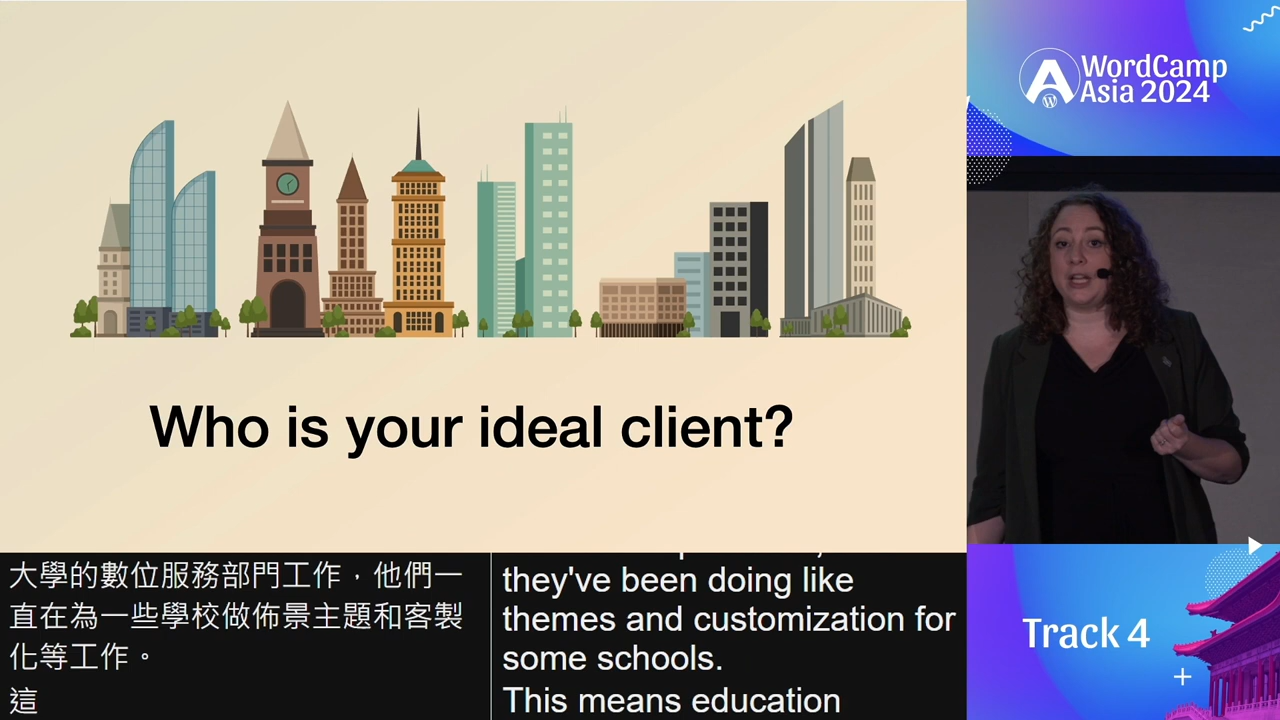 Who is your ideal client?
大學的數位服務部門工作，他們一
直在為一些學校做佈景主題和客製
化等工作。
這
they've been doing like
themes and customization for
some schools.
This means education
WordCamp
Asia 2024
Track 4